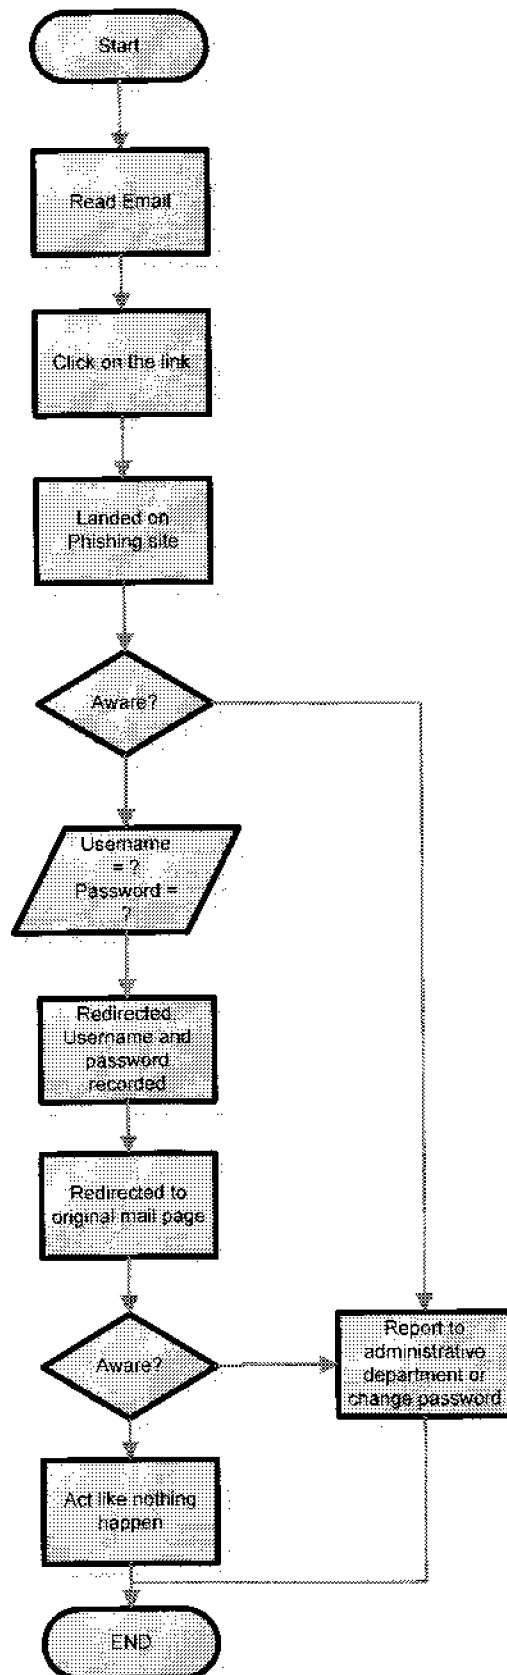 Start
Read Email
Click on the link
Landed on
Phishing site
Aware?
Username
= ?
Password =
?
Redirected.
Username and
password
recorded
Redirected to
original mail page
Aware?
Report to
administrative
department or
change password
Act like nothing
happen
END